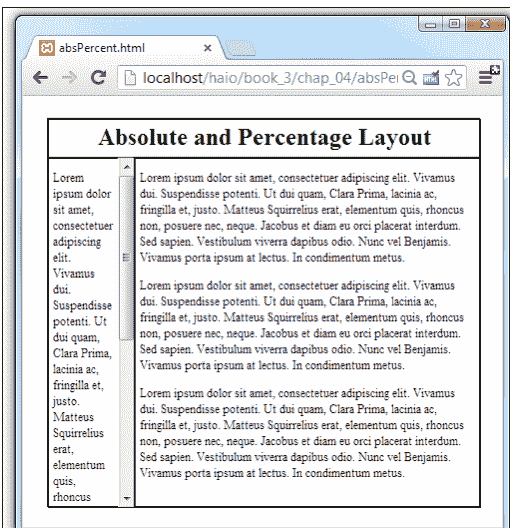 absPercent.html
localhost/haio/book_3/chap_04/absPe
Absolute and Percentage Layout
Lorem
ipsum dolor
sit amet,
consectetuer
adipiscing
elit.
Vivamus
dui.
Suspendisse
potenti. Ut
dui quam,
Clara Prima,
lacinia ac,
fringilla et,
justo.
Matteus
Squirrelius
erat,
elementum
quis,
rhoncus
Lorem ipsum dolor sit amet, consectetuer adipiscing elit. Vivamus
dui. Suspendisse potenti. Ut dui quam, Clara Prima, lacinia ac,
fringilla et, justo. Matteus Squirrelius erat, elementum quis, rhoncus
non, posuere nec, neque. Jacobus et diam eu orci placerat interdum.
Sed sapien. Vestibulum viverra dapibus odio. Nunc vel Benjamis.
Vivamus porta ipsum at lectus. In condimentum metus.
Lorem ipsum dolor sit amet, consectetuer adipiscing elit. Vivamus
dui. Suspendisse potenti. Ut dui quam, Clara Prima, lacinia ac,
fringilla et, justo. Matteus Squirrelius erat, elementum quis, rhoncus
non, posuere nec, neque. Jacobus et diam eu orci placerat interdum.
Sed sapien. Vestibulum viverra dapibus odio. Nunc vel Benjamis.
Vivamus porta ipsum at lectus. In condimentum metus.
Lorem ipsum dolor sit amet, consectetuer adipiscing elit. Vivamus
dui. Suspendisse potenti. Ut dui quam, Clara Prima, lacinia ac,
fringilla et, justo. Matteus Squirrelius erat, elementum quis, rhoncus
non, posuere nec, neque. Jacobus et diam eu orci placerat interdum.
Sed sapien. Vestibulum viverra dapibus odio. Nunc vel Benjamis.
Vivamus porta ipsum at lectus. In condimentum metus.